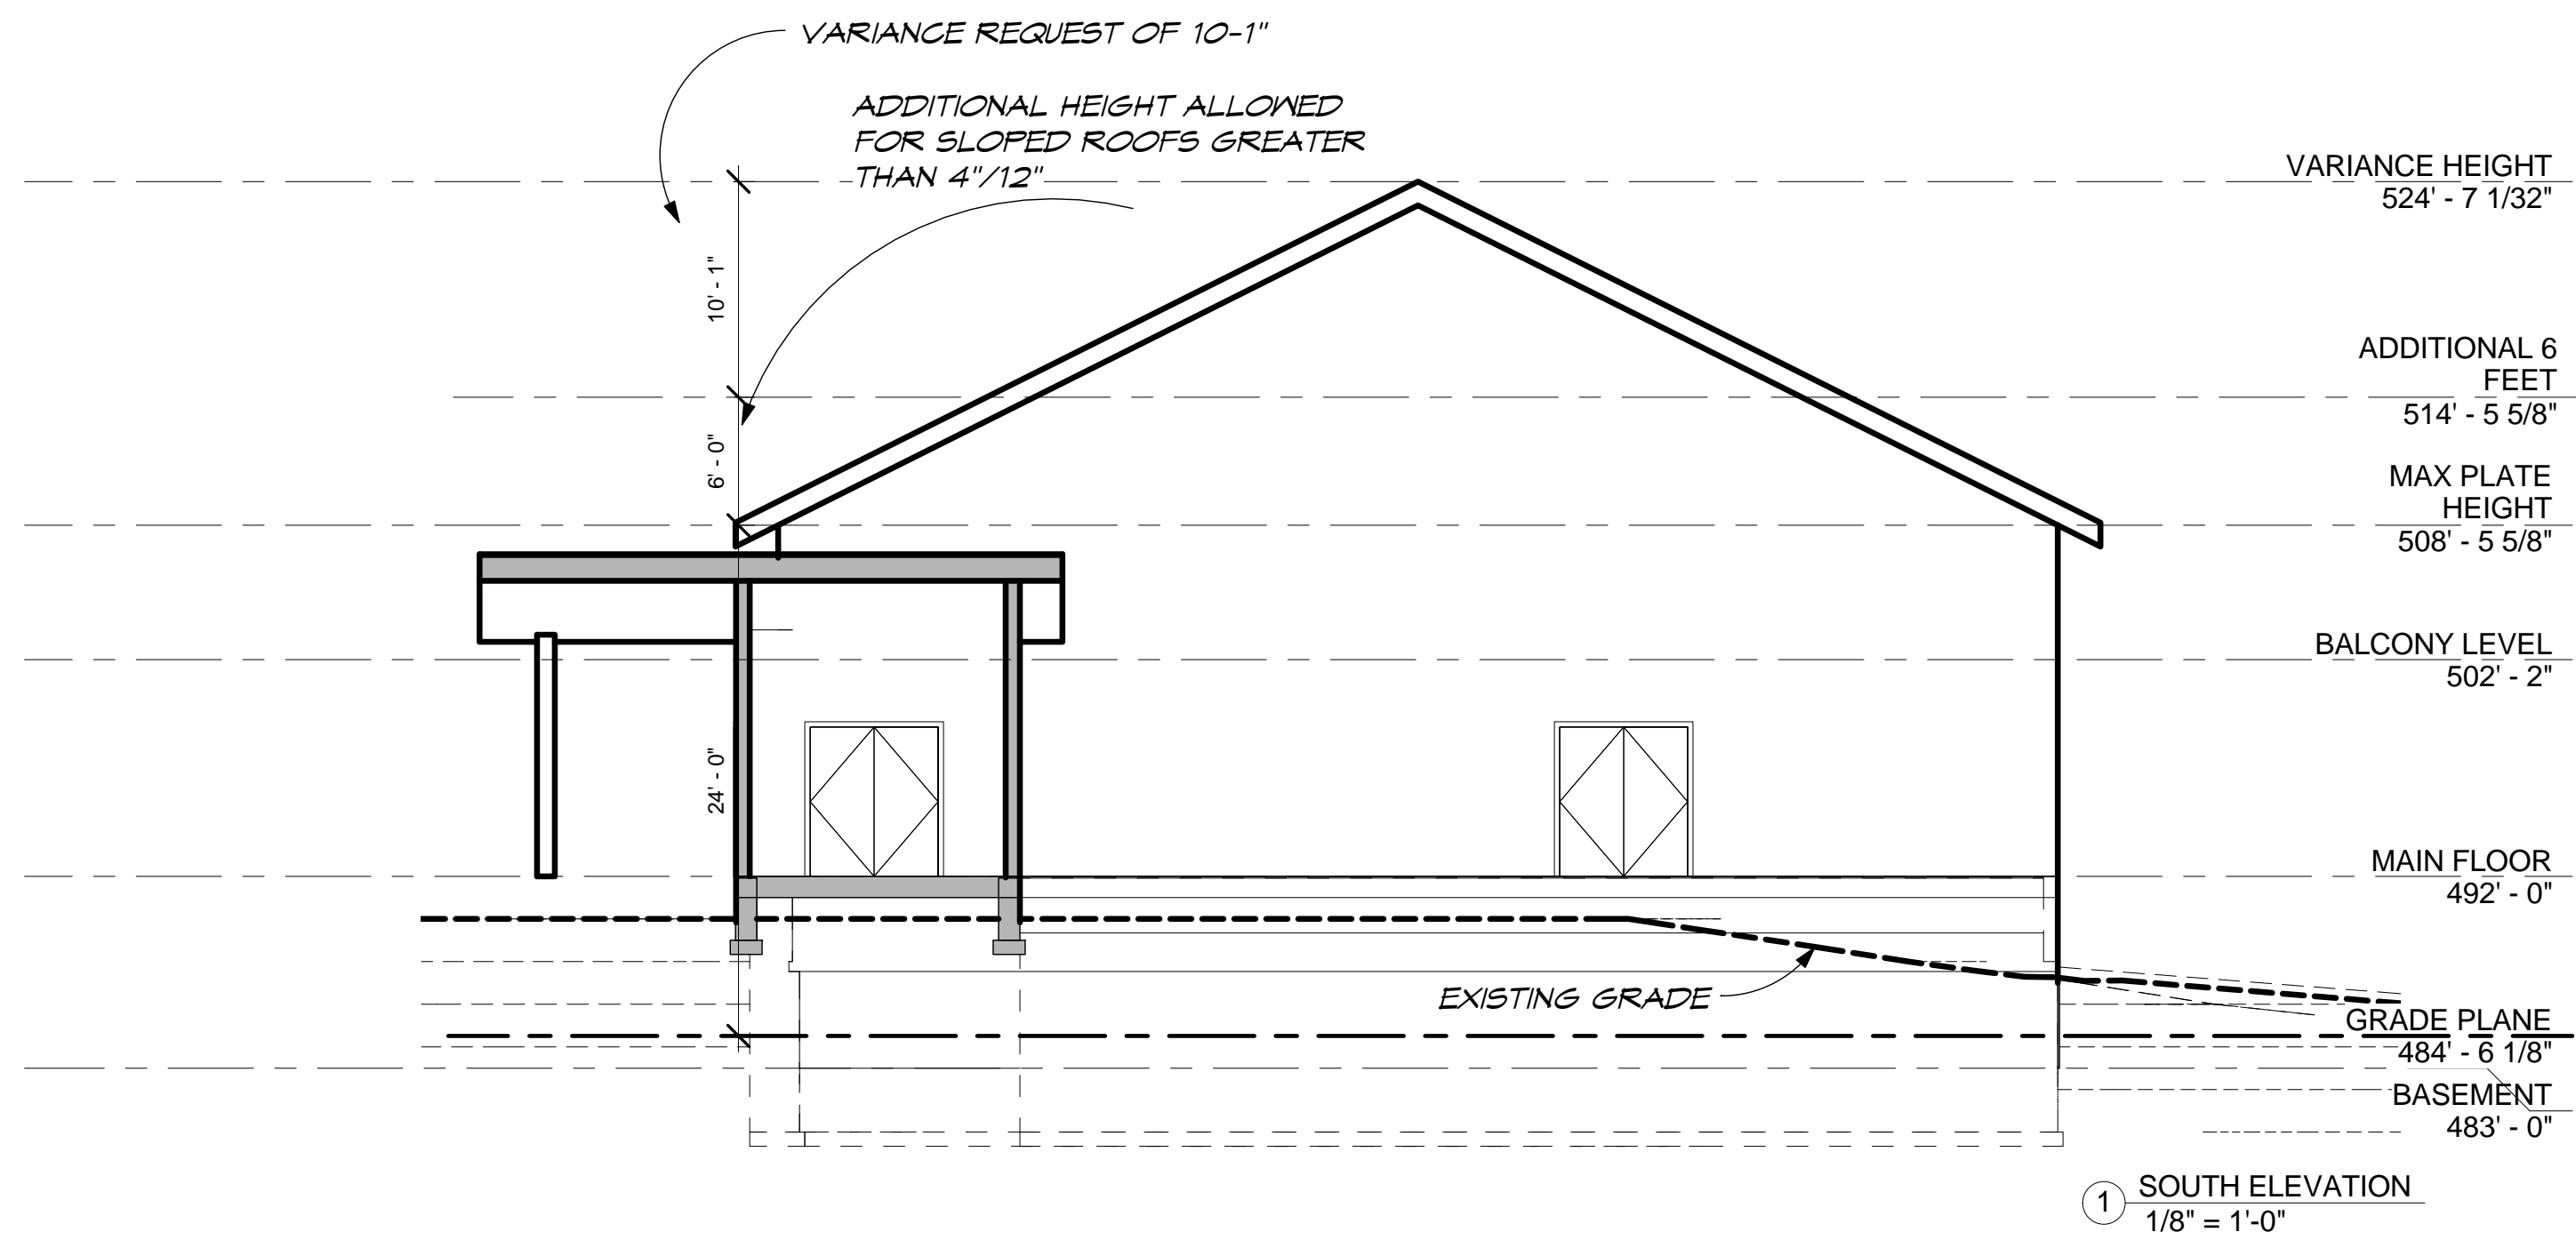 VARIANCE REQUEST OF 10-1"
ADDITIONAL HEIGHT ALLOWED
FOR SLOPED ROOFS GREATER
THAN 4"/12"
VARIANCE HEIGHT
524' - 7 1/32"
10' - 1"
ADDITIONAL 6
FEET
514' - 5 5/8"
6' - 0"
MAX PLATE
HEIGHT
508' - 5 5/8"
BALCONY LEVEL
502' - 2"
24' - 0"
MAIN FLOOR
492' - 0"
EXISTING GRADE
GRADE PLANE
484' - 6 1/8"
BASEMENT
483' - 0"
1
SOUTH ELEVATION
1/8" = 1'-0"